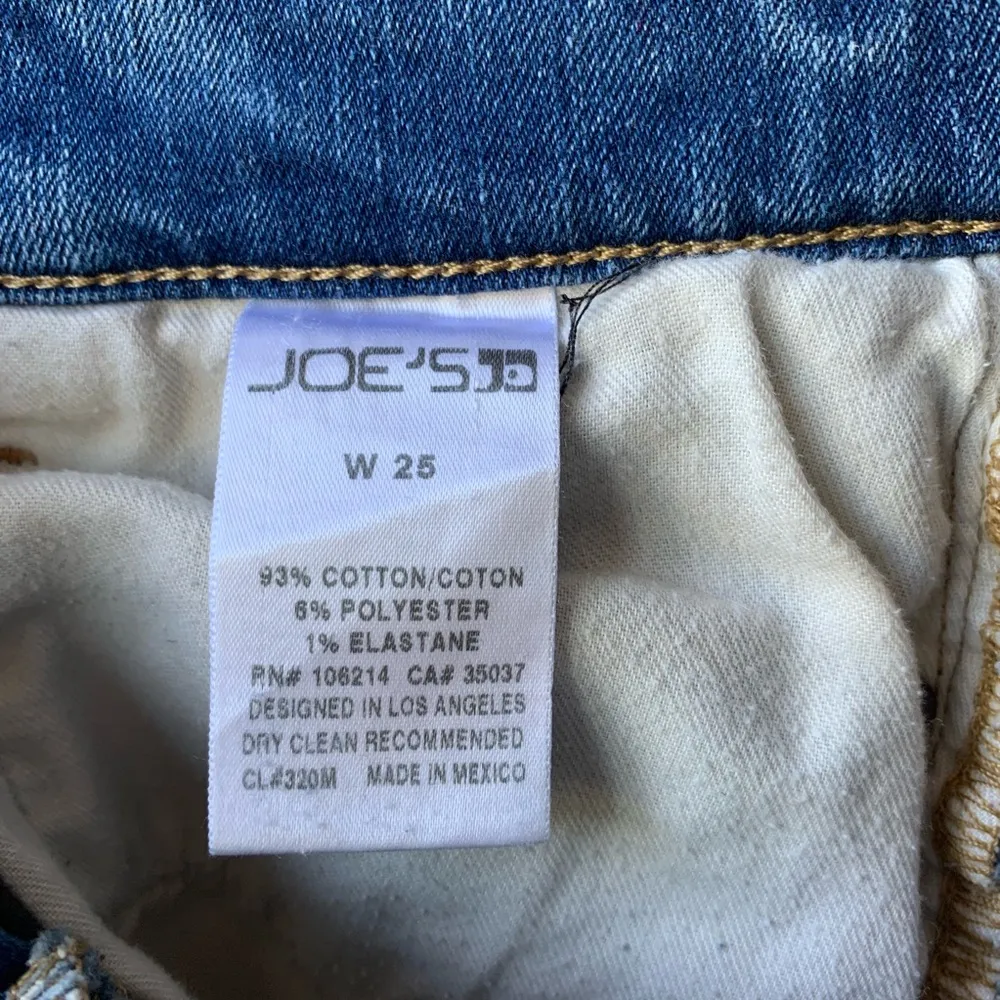 JOE'S
W 25
93% COTTON/COTON
6% POLYESTER
1% ELASTANE
RN# 106214 CA# 35037
DESIGNED IN LOS ANGELES
DRY CLEAN RECOMMENDED
CL#320M MADE IN MEXICO